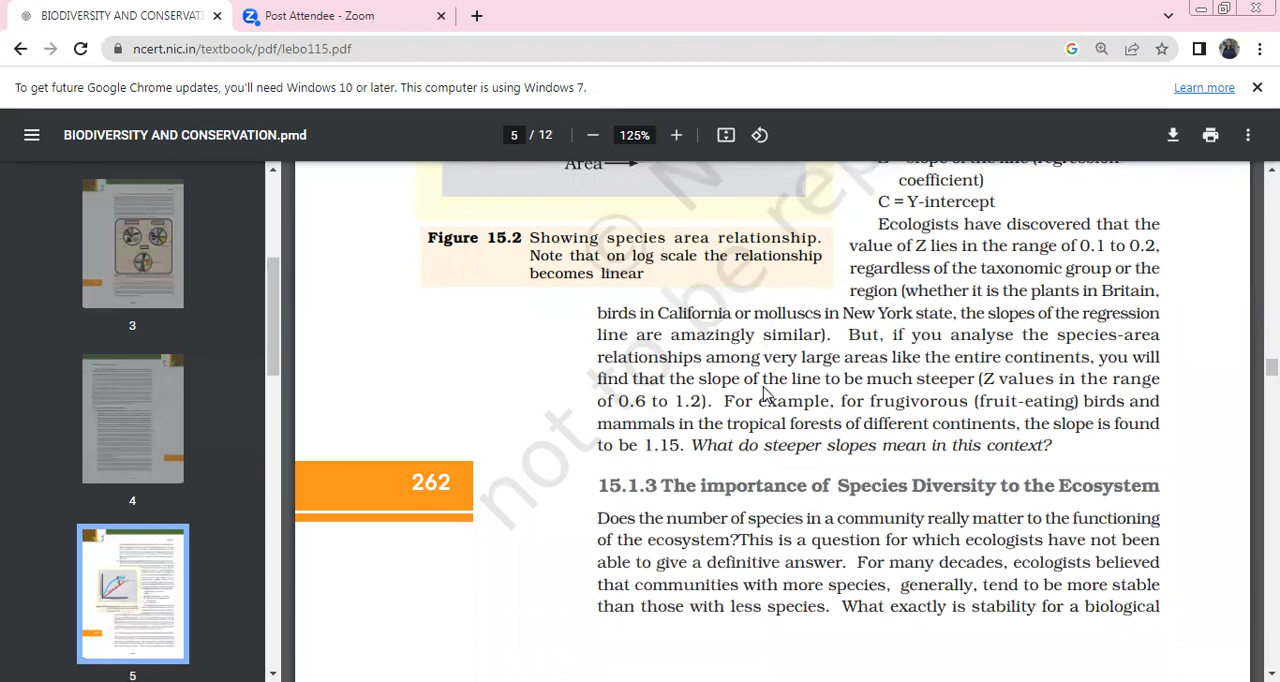 BIODIVERSITY AND CONSERVATI
Post Attendee - Zoom
ncert.nic.in/textbook/pdf/lebo115.pdf
To get future Google Chrome updates, you'll need Windows 10 or later. This computer is using Windows 7.
Learn more
BIODIVERSITY AND CONSERVATION.pmd
5 / 12
125%
3
4
5
Area
Figure 15.2 Showing species area relationship.
Note that on log scale the relationship
becomes linear
Z = Slope of the line (regression
coefficient)
C = Y-intercept
Ecologists have discovered that the
value of Z lies in the range of 0.1 to 0.2,
regardless of the taxonomic group or the
region (whether it is the plants in Britain,
birds in California or molluscs in New York state, the slopes of the regression
line are amazingly similar). But, if you analyse the species-area
relationships among very large areas like the entire continents, you will
find that the slope of the line to be much steeper (Z values in the range
of 0.6 to 1.2). For example, for frugivorous (fruit-eating) birds and
mammals in the tropical forests of different continents, the slope is found
to be 1.15. What do steeper slopes mean in this context?
262
15.1.3 The importance of Species Diversity to the Ecosystem
Does the number of species in a community really matter to the functioning
of the ecosystem?This is a question for which ecologists have not been
able to give a definitive answer. For many decades, ecologists believed
that communities with more species, generally, tend to be more stable
than those with less species. What exactly is stability for a biological
© N
not to be rep